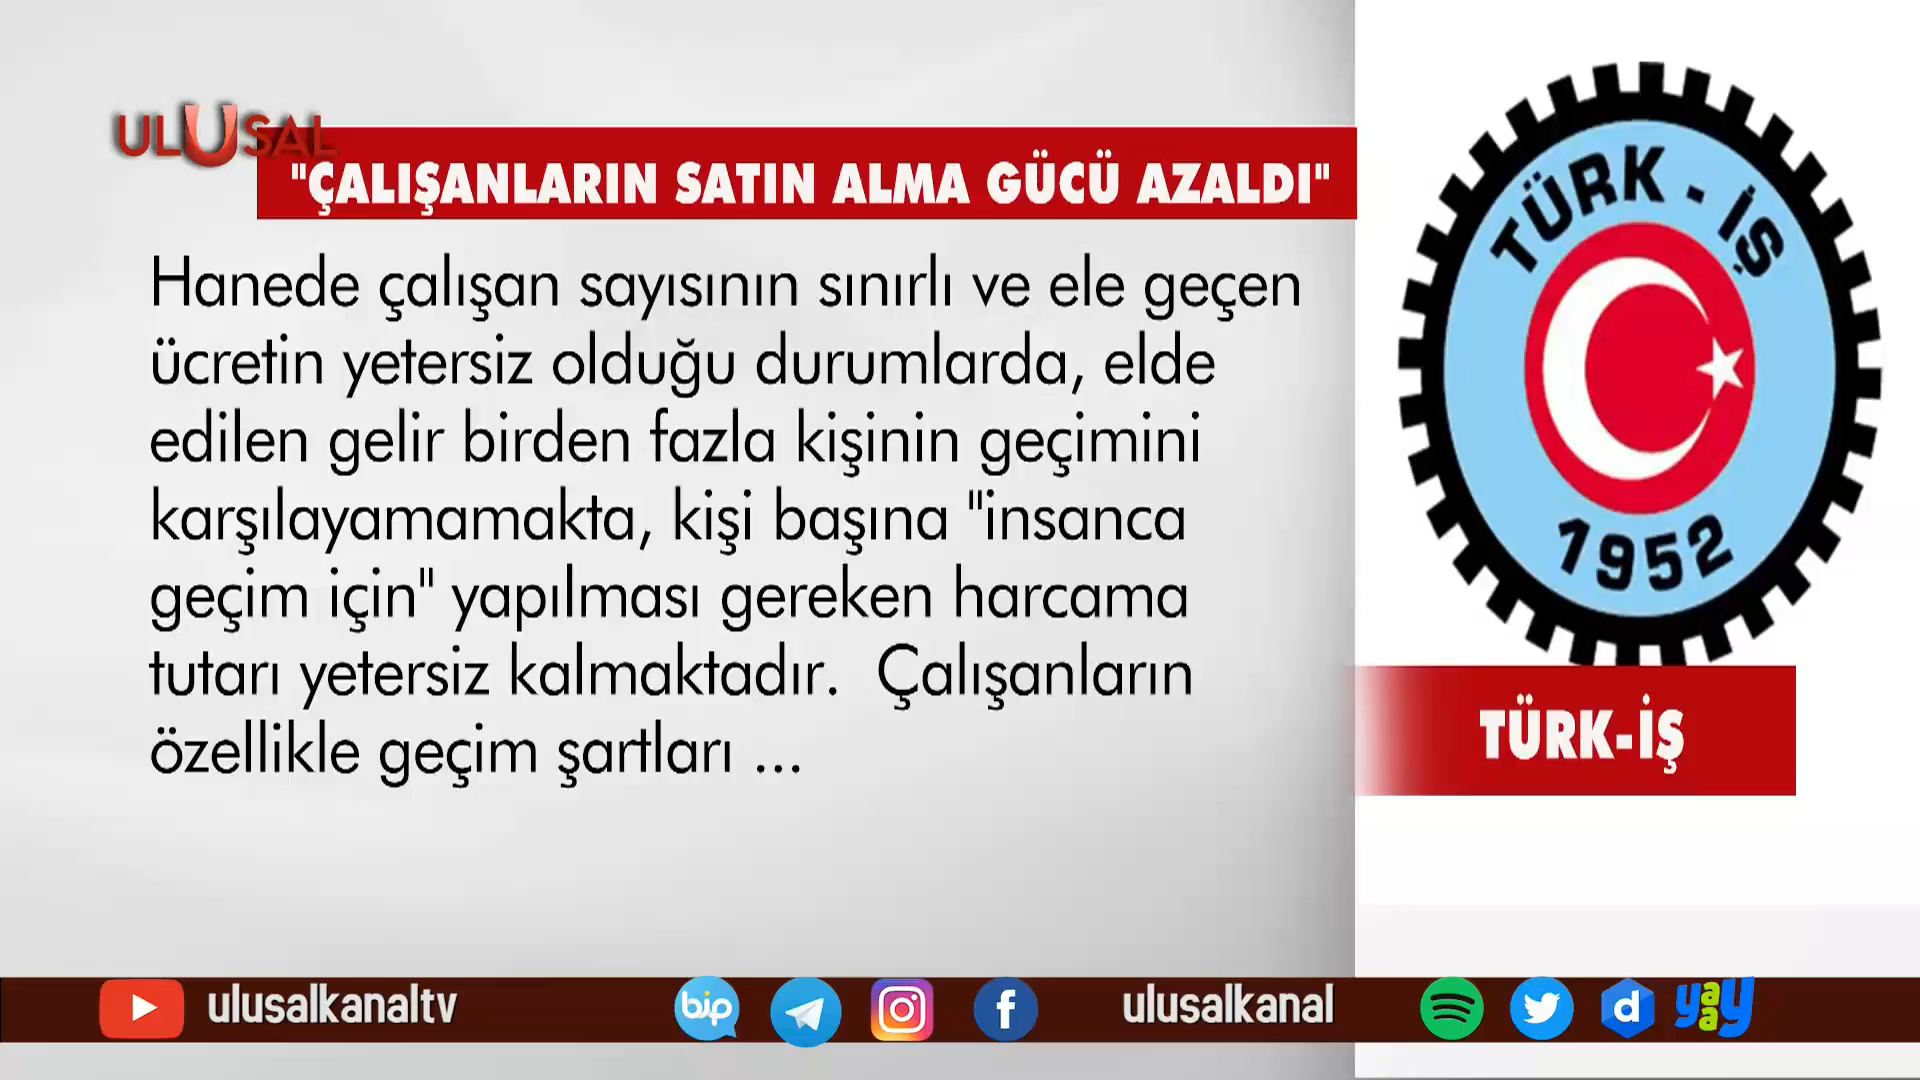 ULUSAL
"ÇALIŞANLARIN SATIN ALMA GÜCÜ AZALDI"
Hanede çalışan sayısının sınırlı ve ele geçen
ücretin yetersiz olduğu durumlarda, elde
edilen gelir birden fazla kişinin geçimini
karşılayamamakta, kişi başına "insanca
geçim için" yapılması gereken harcama
tutarı yetersiz kalmaktadır. Çalışanların
özellikle geçim şartları ...
TÜRK - İŞ
1952
TÜRK-İŞ
ulusalkanaltv
bip
ulusalkanal
d
yaay